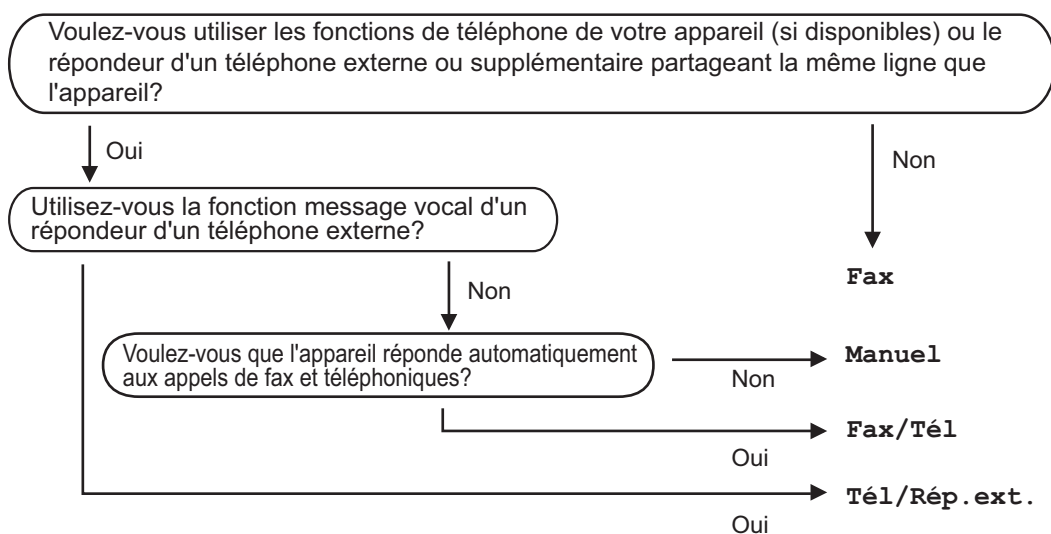 Voulez-vous utiliser les fonctions de téléphone de votre appareil (si disponibles) ou le
répondeur d'un téléphone externe ou supplémentaire partageant la même ligne que
l'appareil?
Oui
Non
Utilisez-vous la fonction message vocal d'un
répondeur d'un téléphone externe?
Fax
Non
Voulez-vous que l'appareil réponde automatiquement
aux appels de fax et téléphoniques?
Manuel
Non
Fax/Tél
Oui
Tél/Rép.ext.
Oui